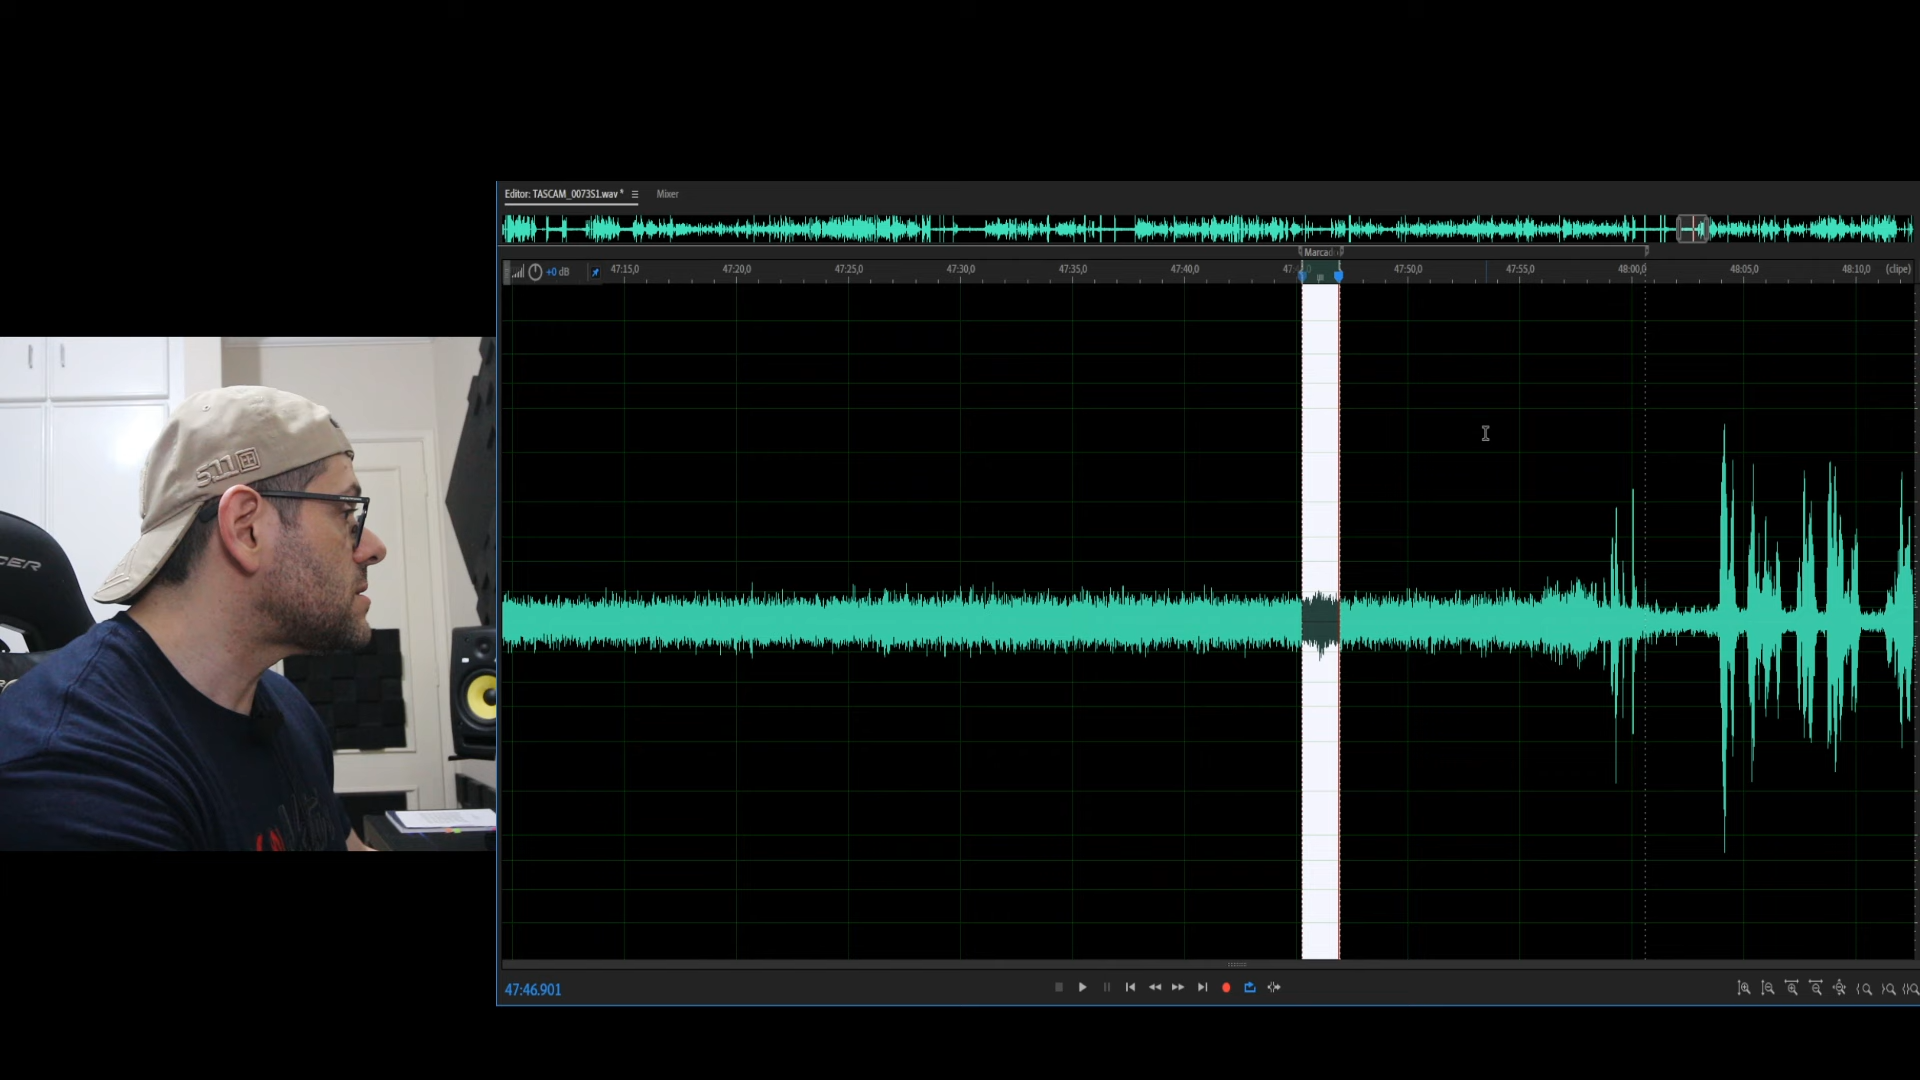 Editor: TASCAM_0073S1.wav *
Mixer
Marcad
+0 dB
47:15,0
47:20,0
47:25,0
47:30,0
47:35,0
47:40,0
47:50,0
47:55,0
48:00,0
48:05,0
48:10,0
(clipe)
5.11
CER
47:46.901